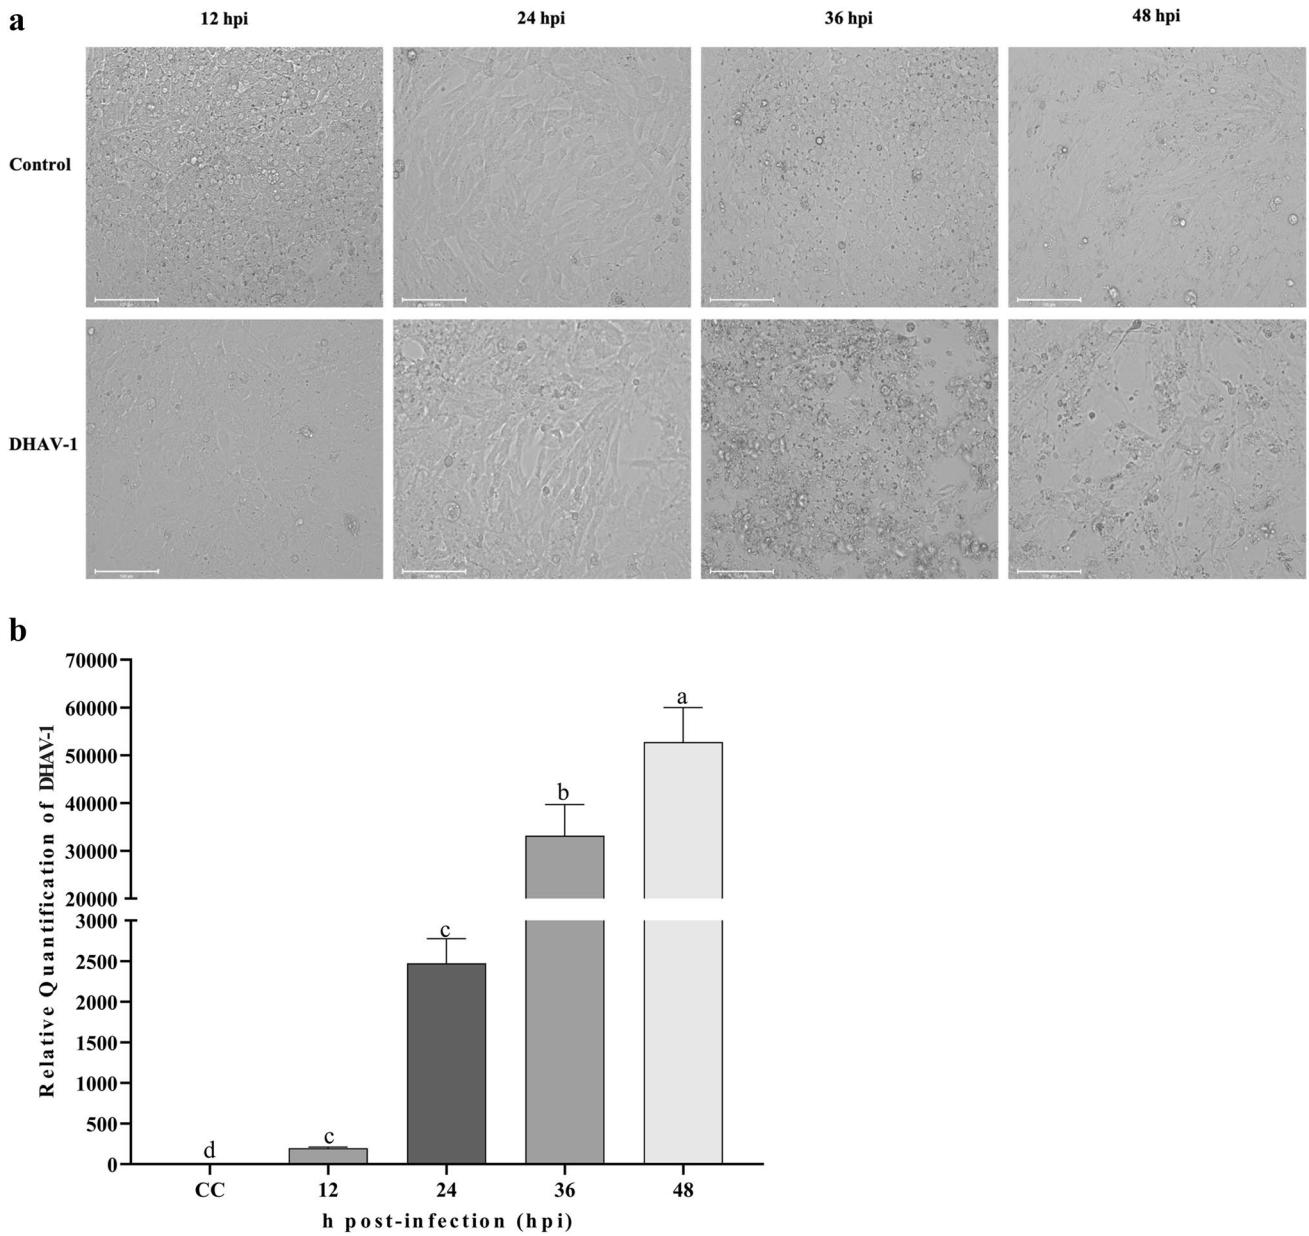 a
12 hpi 24 hpi 36 hpi 48 hpi
Control
DHAV-1
b
70000
60000
50000
40000
30000
20000
3000
2500
2000
1500
1000
500
0
Relative Quantification of DHAV-1
d c c b a
CC 12 24 36 48
h post-infection (hpi)